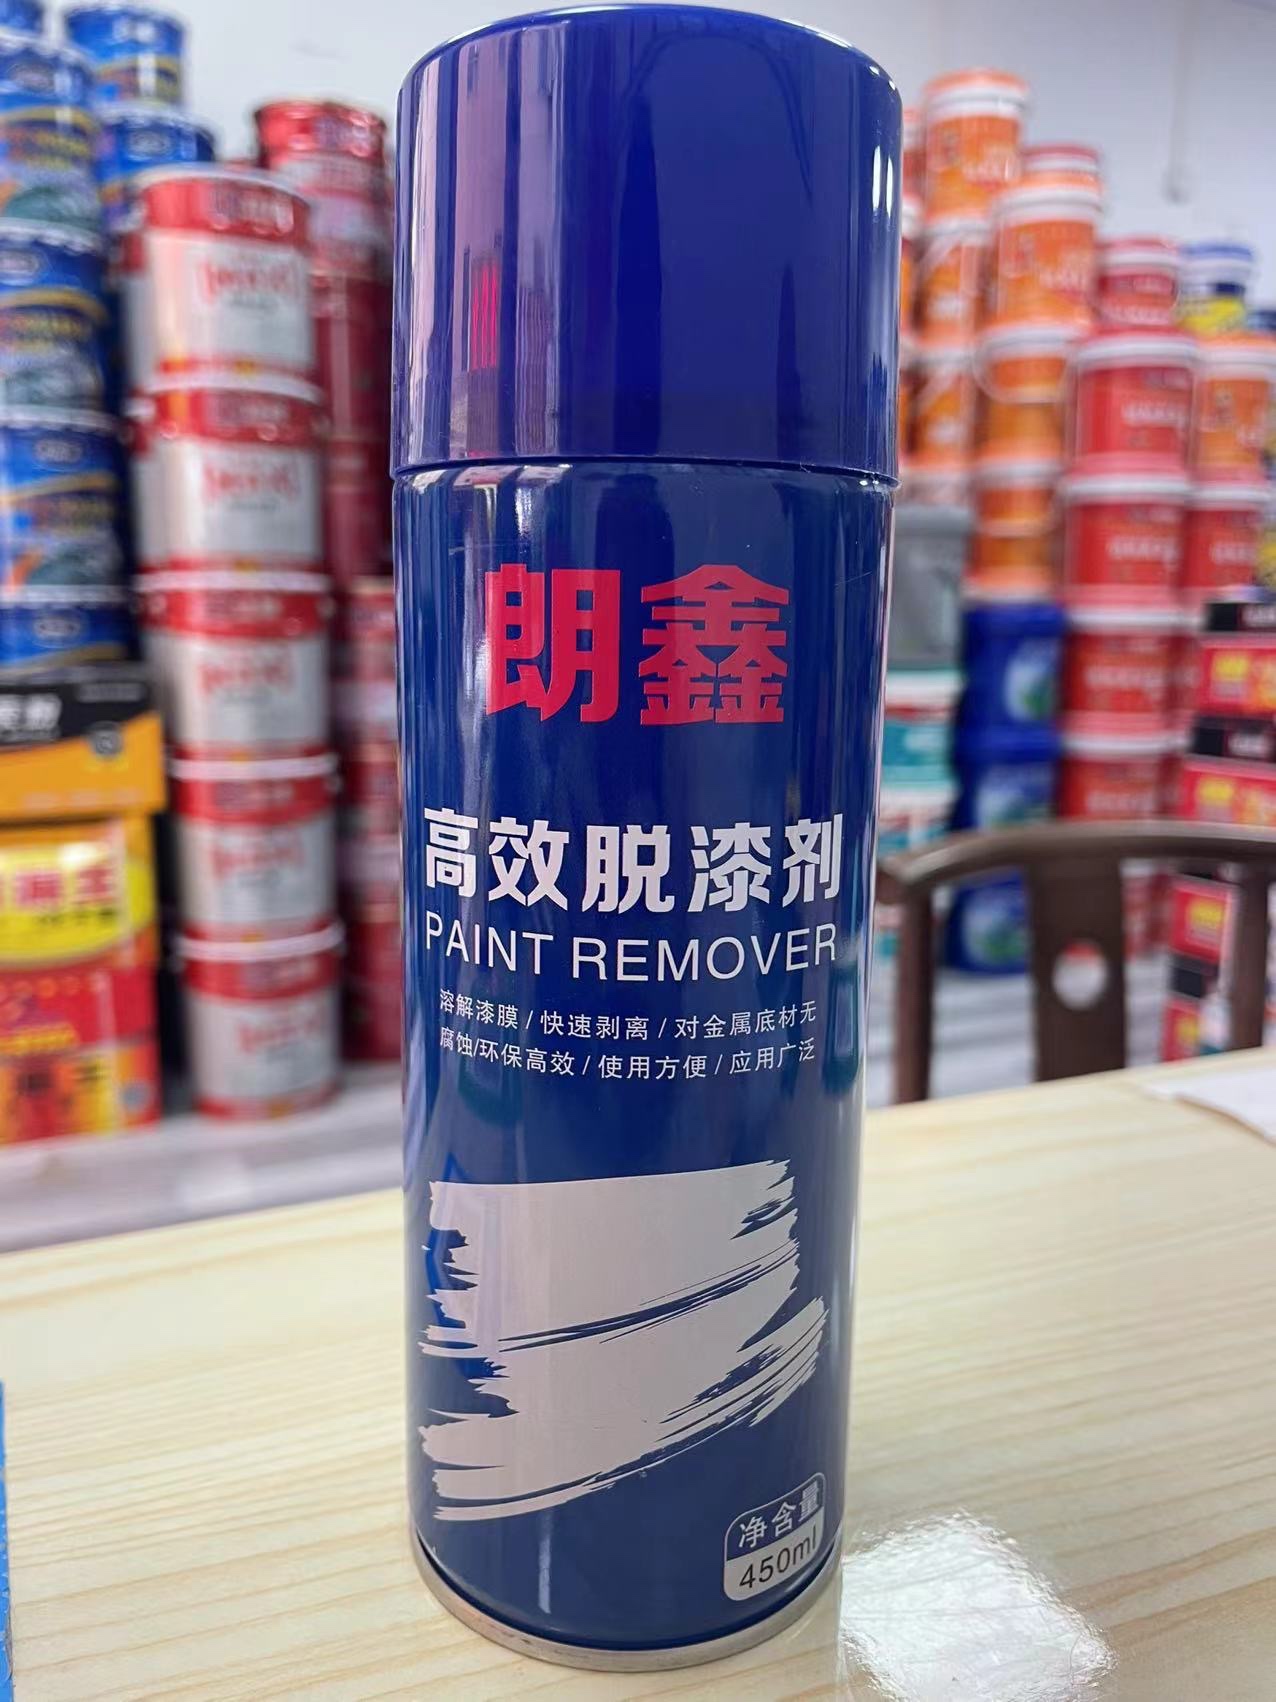 朗鑫
高效脱漆剂
PAINT REMOVER
溶解漆膜/快速剥离/对金属底材无
腐蚀/环保高效/使用方便/应用广泛
净含量
450ml